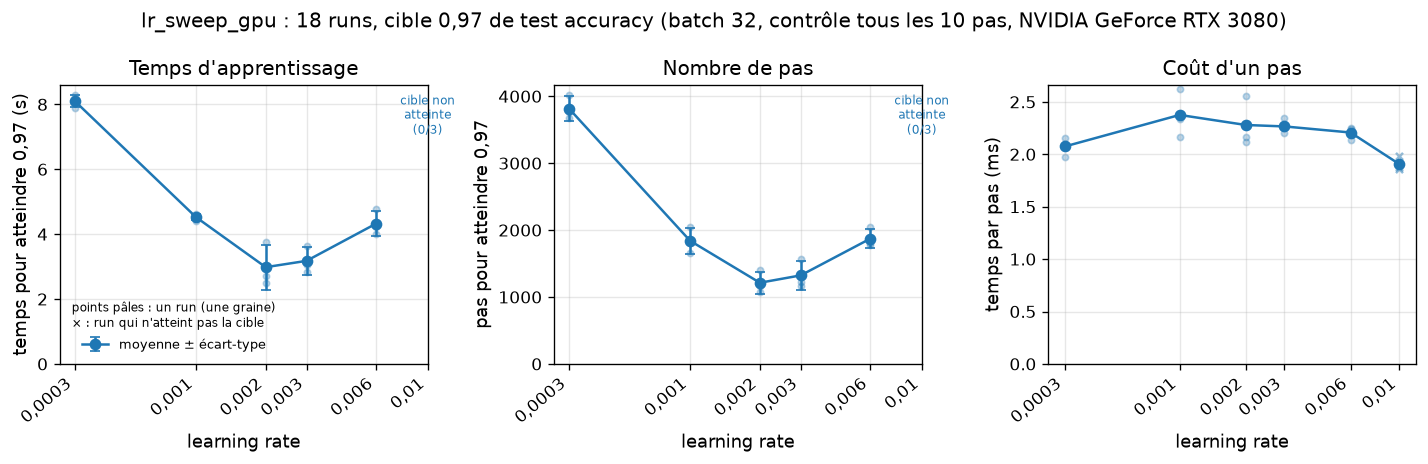 lr_sweep_gpu : 18 runs, cible 0,97 de test accuracy (batch 32, contrôle tous les 10 pas, NVIDIA GeForce RTX 3080)
Temps d'apprentissage
temps pour atteindre 0,97 (s)
8
6
4
2
0
cible non
atteinte
(0/3)
points pâles : un run (une graine)
× : run qui n'atteint pas la cible
moyenne ± écart-type
0,0003
0,001
0,002
0,003
0,006
0,01
learning rate
Nombre de pas
pas pour atteindre 0,97
4000
3000
2000
1000
0
cible non
atteinte
(0/3)
0,0003
0,001
0,002
0,003
0,006
0,01
learning rate
Coût d'un pas
temps par pas (ms)
2.5
2.0
1.5
1.0
0.5
0.0
0,0003
0,001
0,002
0,003
0,006
0,01
learning rate